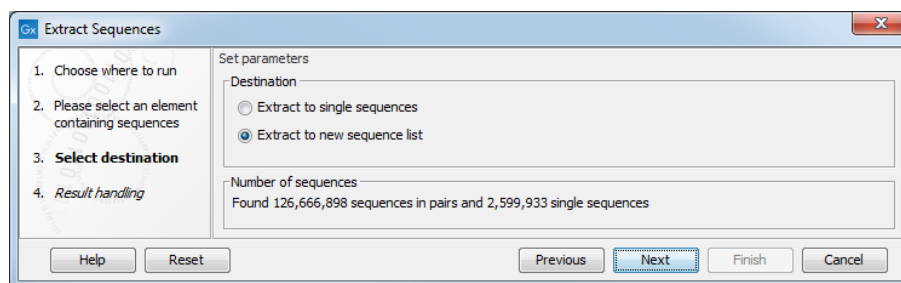 Gx Extract Sequences
X
1. Choose where to run
2. Please select an element
containing sequences
3. Select destination
4. Result handling
Set parameters
Destination
Extract to single sequences
Extract to new sequence list
Number of sequences
Found 126,666,898 sequences in pairs and 2,599,933 single sequences
Help
Reset
Previous
Next
Finish
Cancel